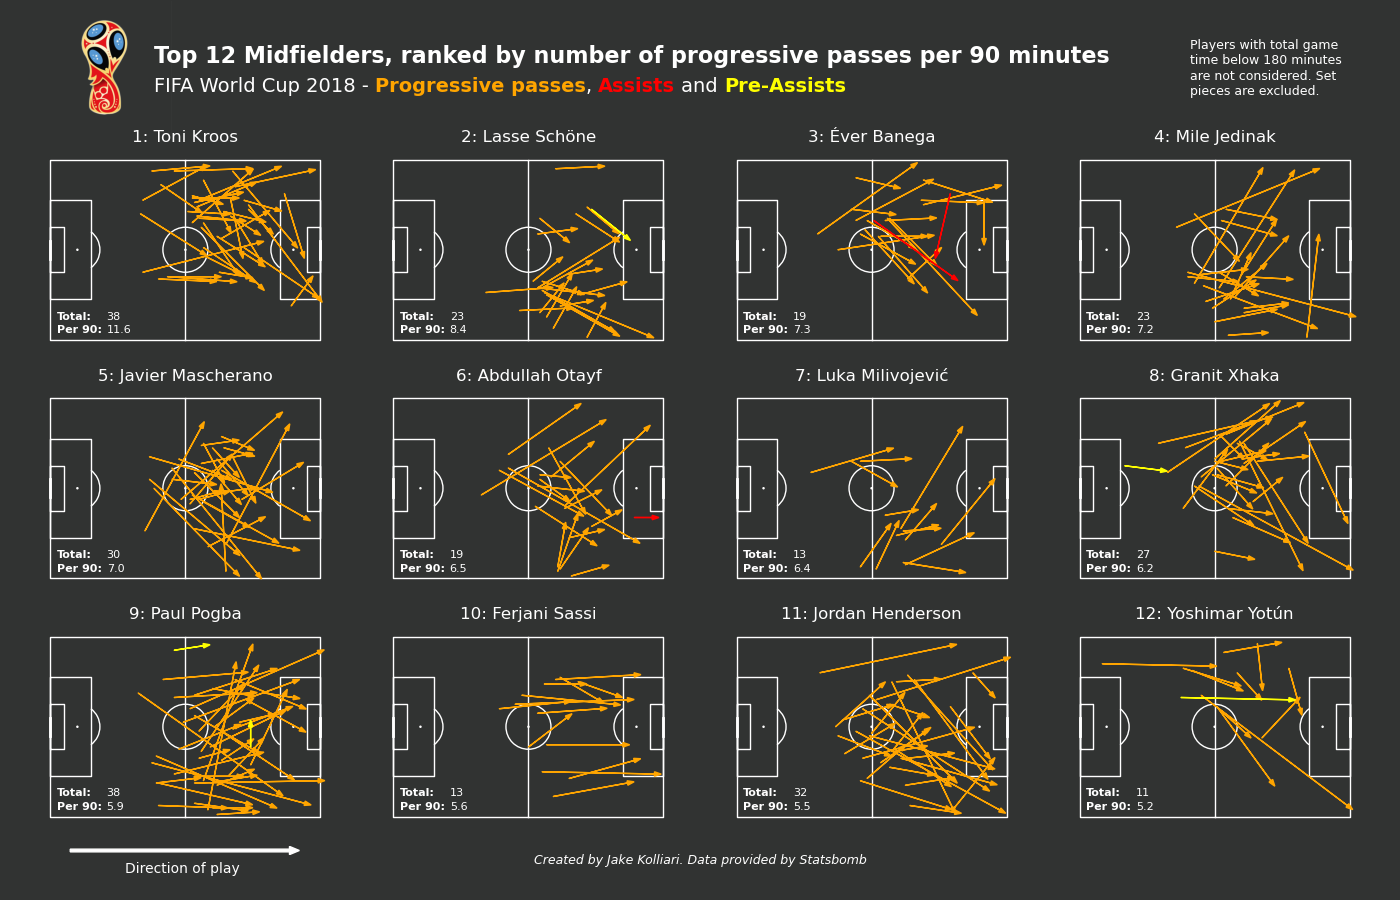 Top 12 Midfielders, ranked by number of progressive passes per 90 minutes
FIFA World Cup 2018 - Progressive passes, Assists and Pre-Assists
Players with total game
time below 180 minutes
are not considered. Set
pieces are excluded.
1: Toni Kroos
Total: 38
Per 90: 11.6
2: Lasse Schöne
Total: 23
Per 90: 8.4
3: Éver Banega
Total: 19
Per 90: 7.3
4: Mile Jedinak
Total: 23
Per 90: 7.2
5: Javier Mascherano
Total: 30
Per 90: 7.0
6: Abdullah Otayf
Total: 19
Per 90: 6.5
7: Luka Milivojević
Total: 13
Per 90: 6.4
8: Granit Xhaka
Total: 27
Per 90: 6.2
9: Paul Pogba
Total: 38
Per 90: 5.9
10: Ferjani Sassi
Total: 13
Per 90: 5.6
11: Jordan Henderson
Total: 32
Per 90: 5.5
12: Yoshimar Yotún
Total: 11
Per 90: 5.2
Direction of play
Created by Jake Kolliari. Data provided by Statsbomb